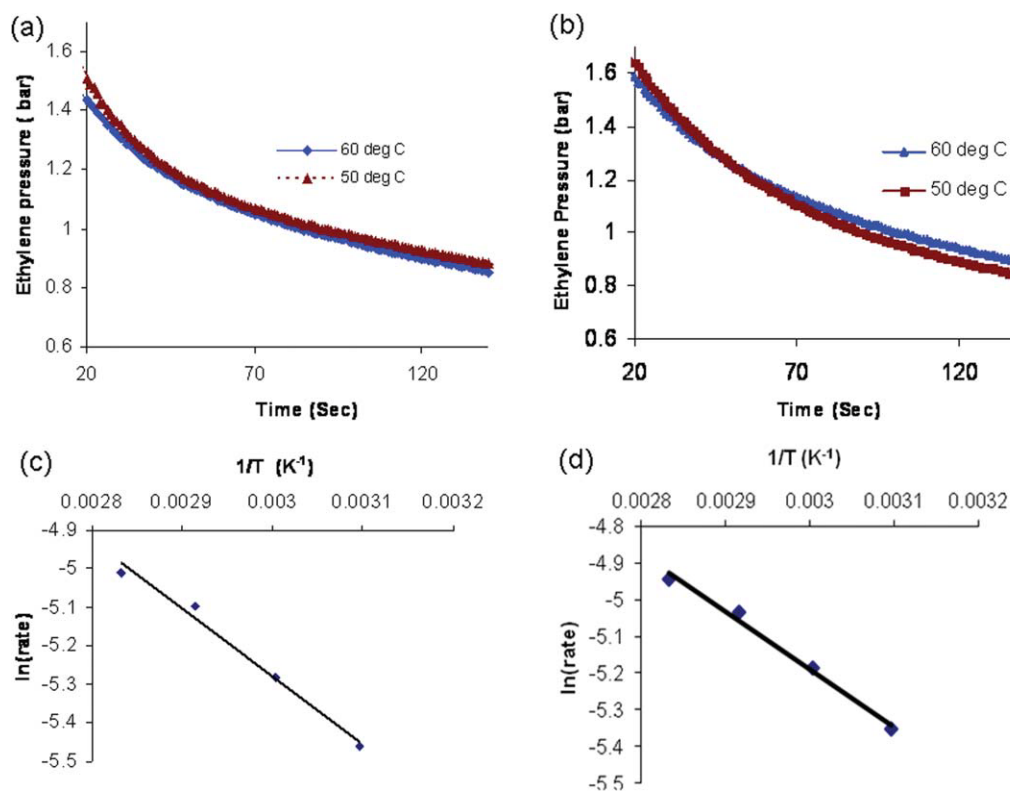 (a)
1.6
1.4
1.2
1
0.8
0.6
Ethylene pressure ( bar)
60 deg C
50 deg C
20
70
120
Time (Sec)
(b)
1.6
1.4
1.2
1
0.8
0.6
Ethylene Pressure (bar)
60 deg C
50 deg C
20
70
120
Time (Sec)
(c)
1/T (K-1)
0.0028
0.0029
0.003
0.0031
0.0032
-4.9
-5
-5.1
-5.2
-5.3
-5.4
-5.5
ln(rate)
(d)
1/T (K-1)
0.0028
0.0029
0.003
0.0031
0.0032
-4.8
-4.9
-5
-5.1
-5.2
-5.3
-5.4
-5.5
ln(rate)